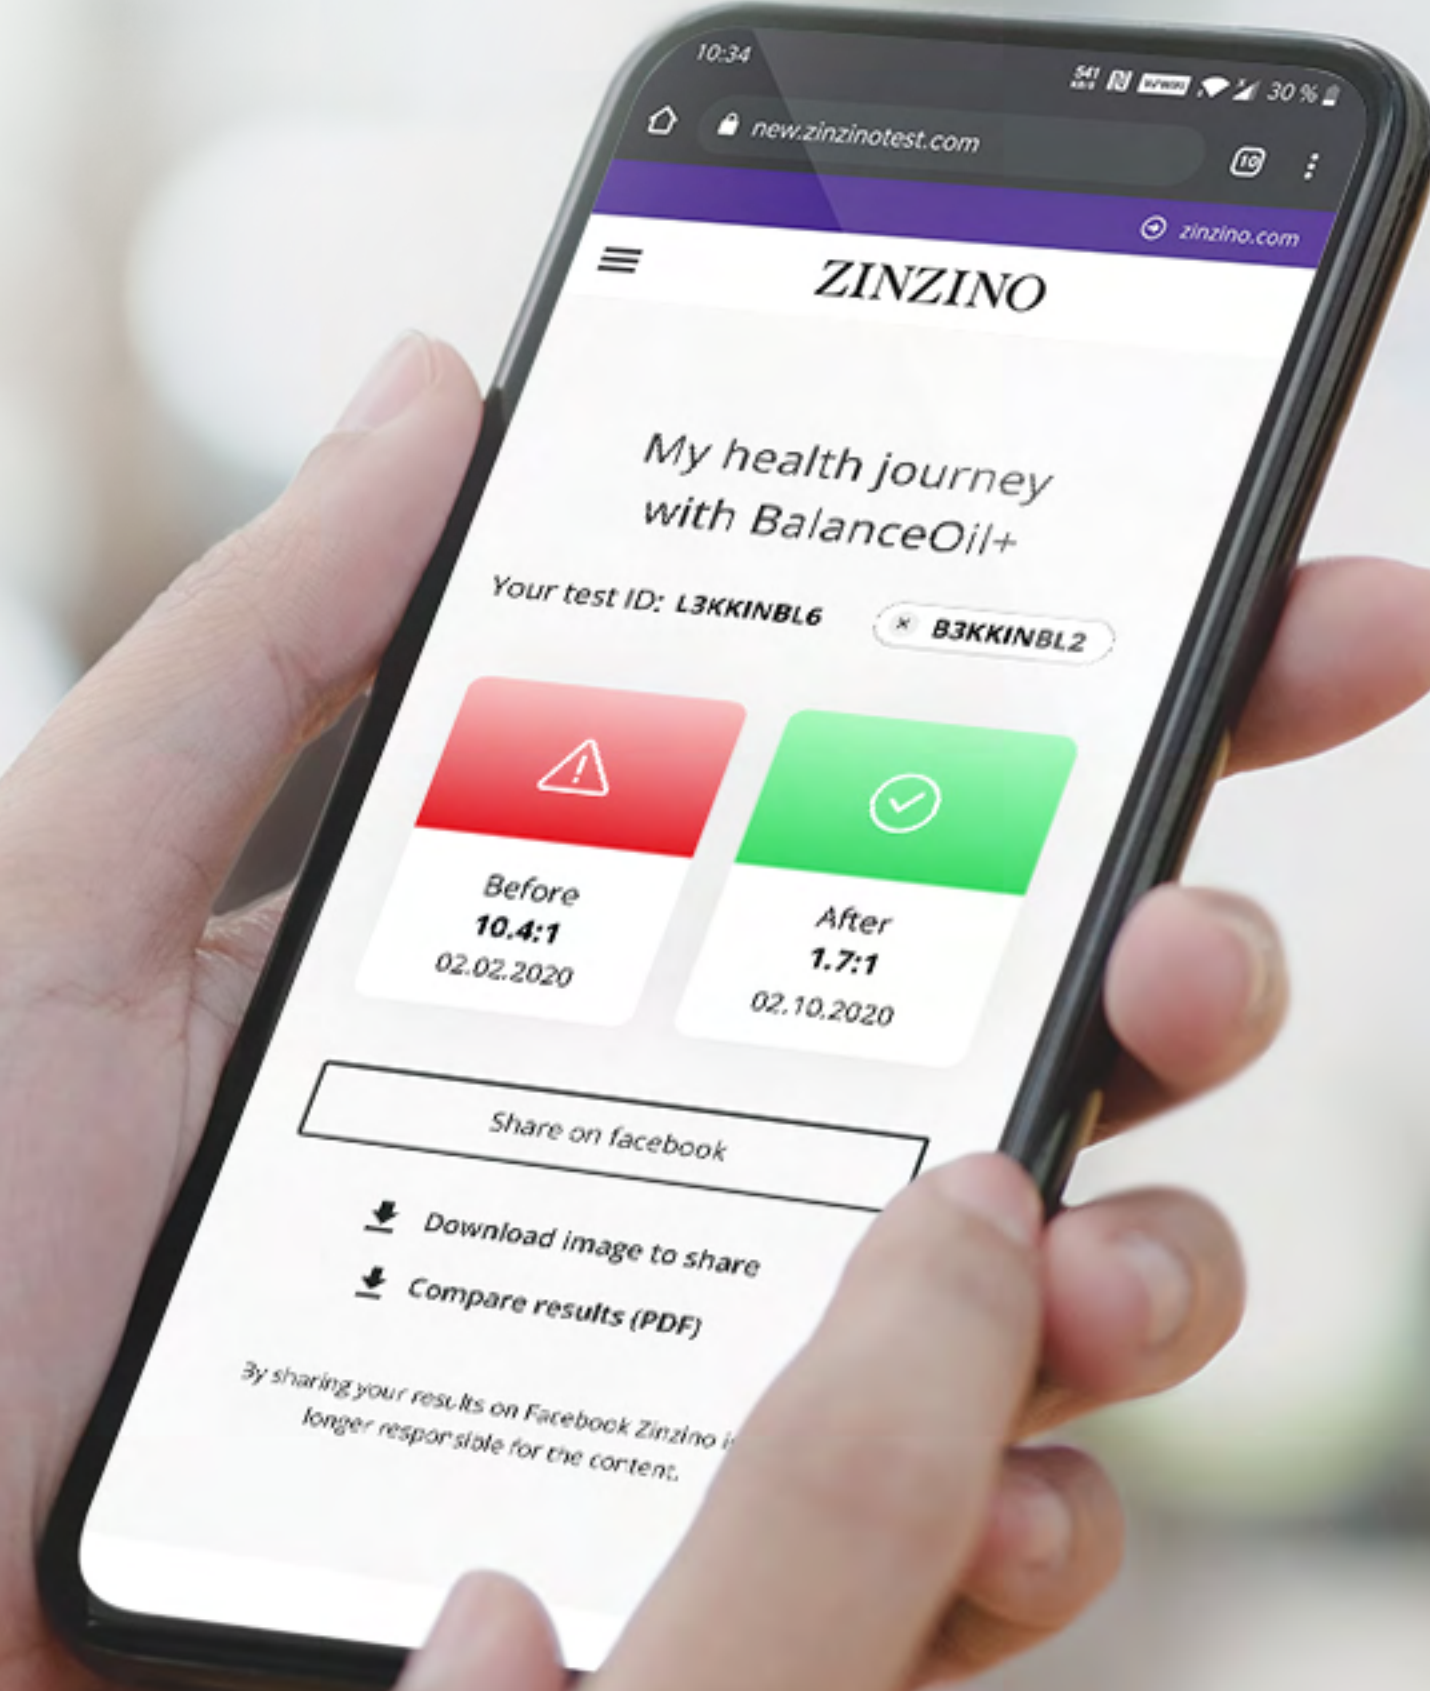 10:34
541
30 %
new.zinzinotest.com
10
zinzino.com
ZINZINO
My health journey
with BalanceOil+
Your test ID: L3KKINBL6
B3KKINBL2
Before
10.4:1
02.02.2020
After
1.7:1
02.10.2020
Share on facebook
Download image to share
Compare results (PDF)
By sharing your results on Facebook Zinzino
longer responsible for the content.